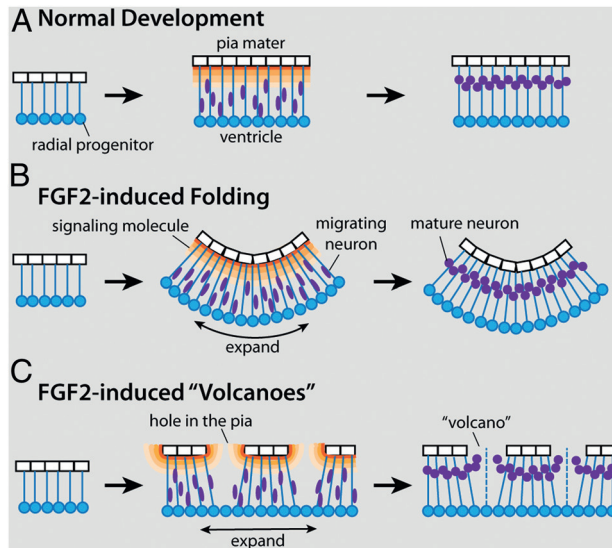 A Normal Development
pia mater
radial progenitor
ventricle
B FGF2-induced Folding
signaling molecule
migrating
neuron
mature neuron
expand
C FGF2-induced “Volcanoes”
hole in the pia
“volcano”
expand